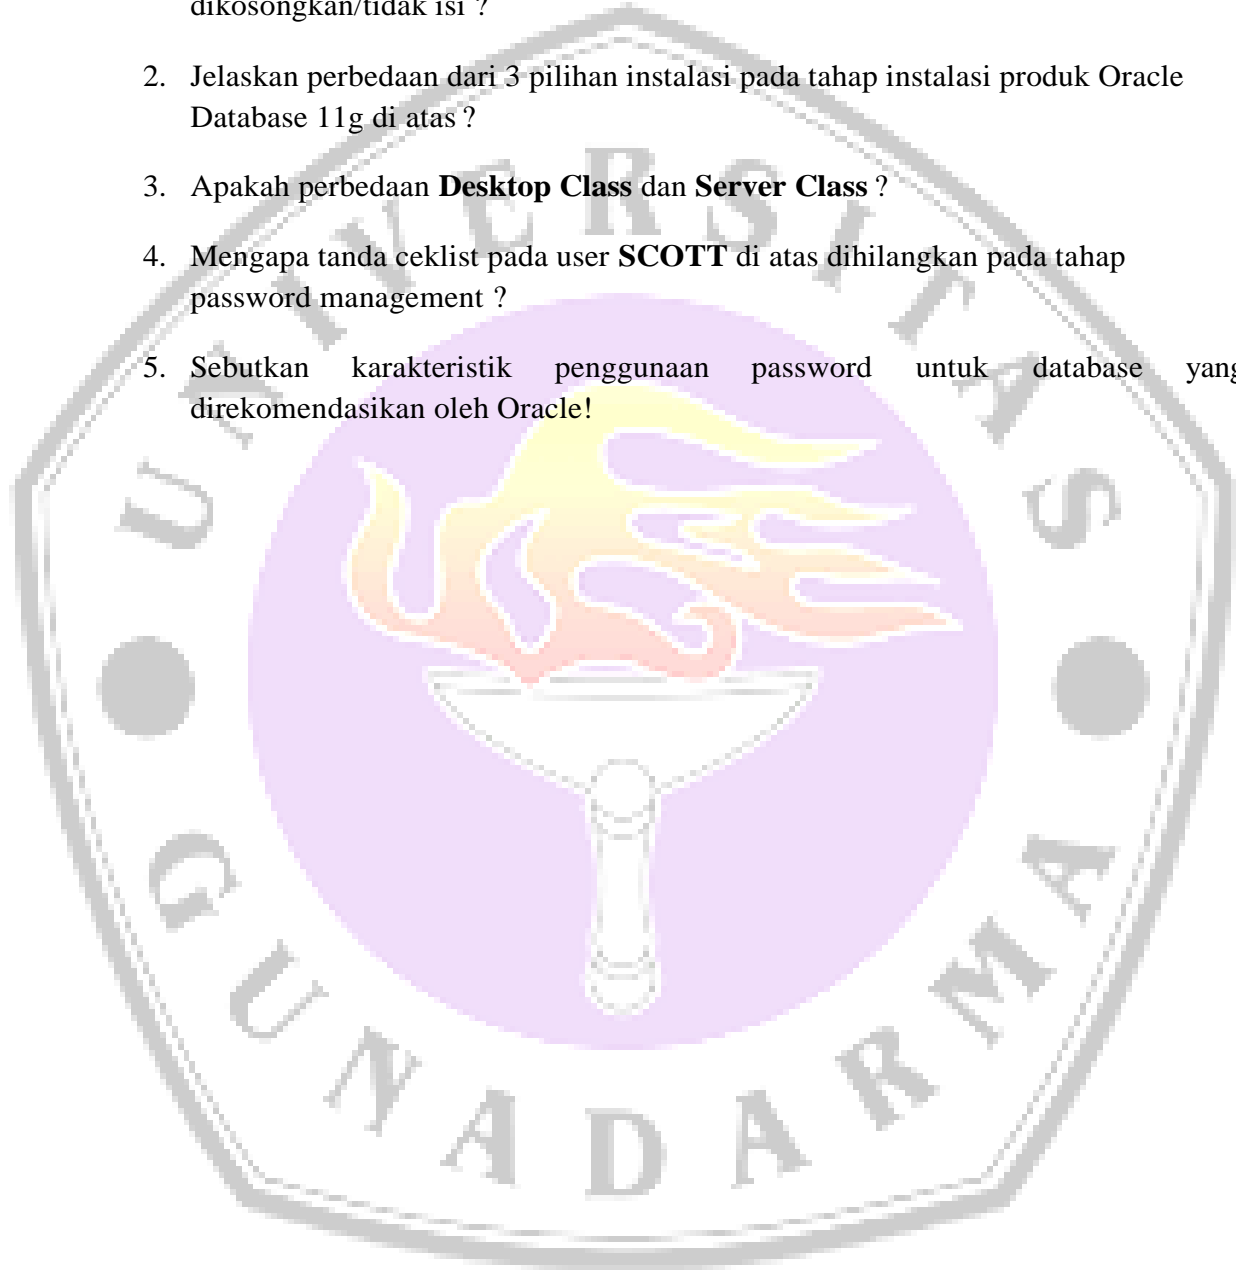 dikosongkan/tidak isi ?
2. Jelaskan perbedaan dari 3 pilihan instalasi pada tahap instalasi produk Oracle
Database 11g di atas ?
3. Apakah perbedaan Desktop Class dan Server Class ?
4. Mengapa tanda ceklist pada user SCOTT di atas dihilangkan pada tahap
password management ?
5. Sebutkan karakteristik penggunaan password untuk database yang
direkomendasikan oleh Oracle!
UNIVERSITAS
GUNADARMA